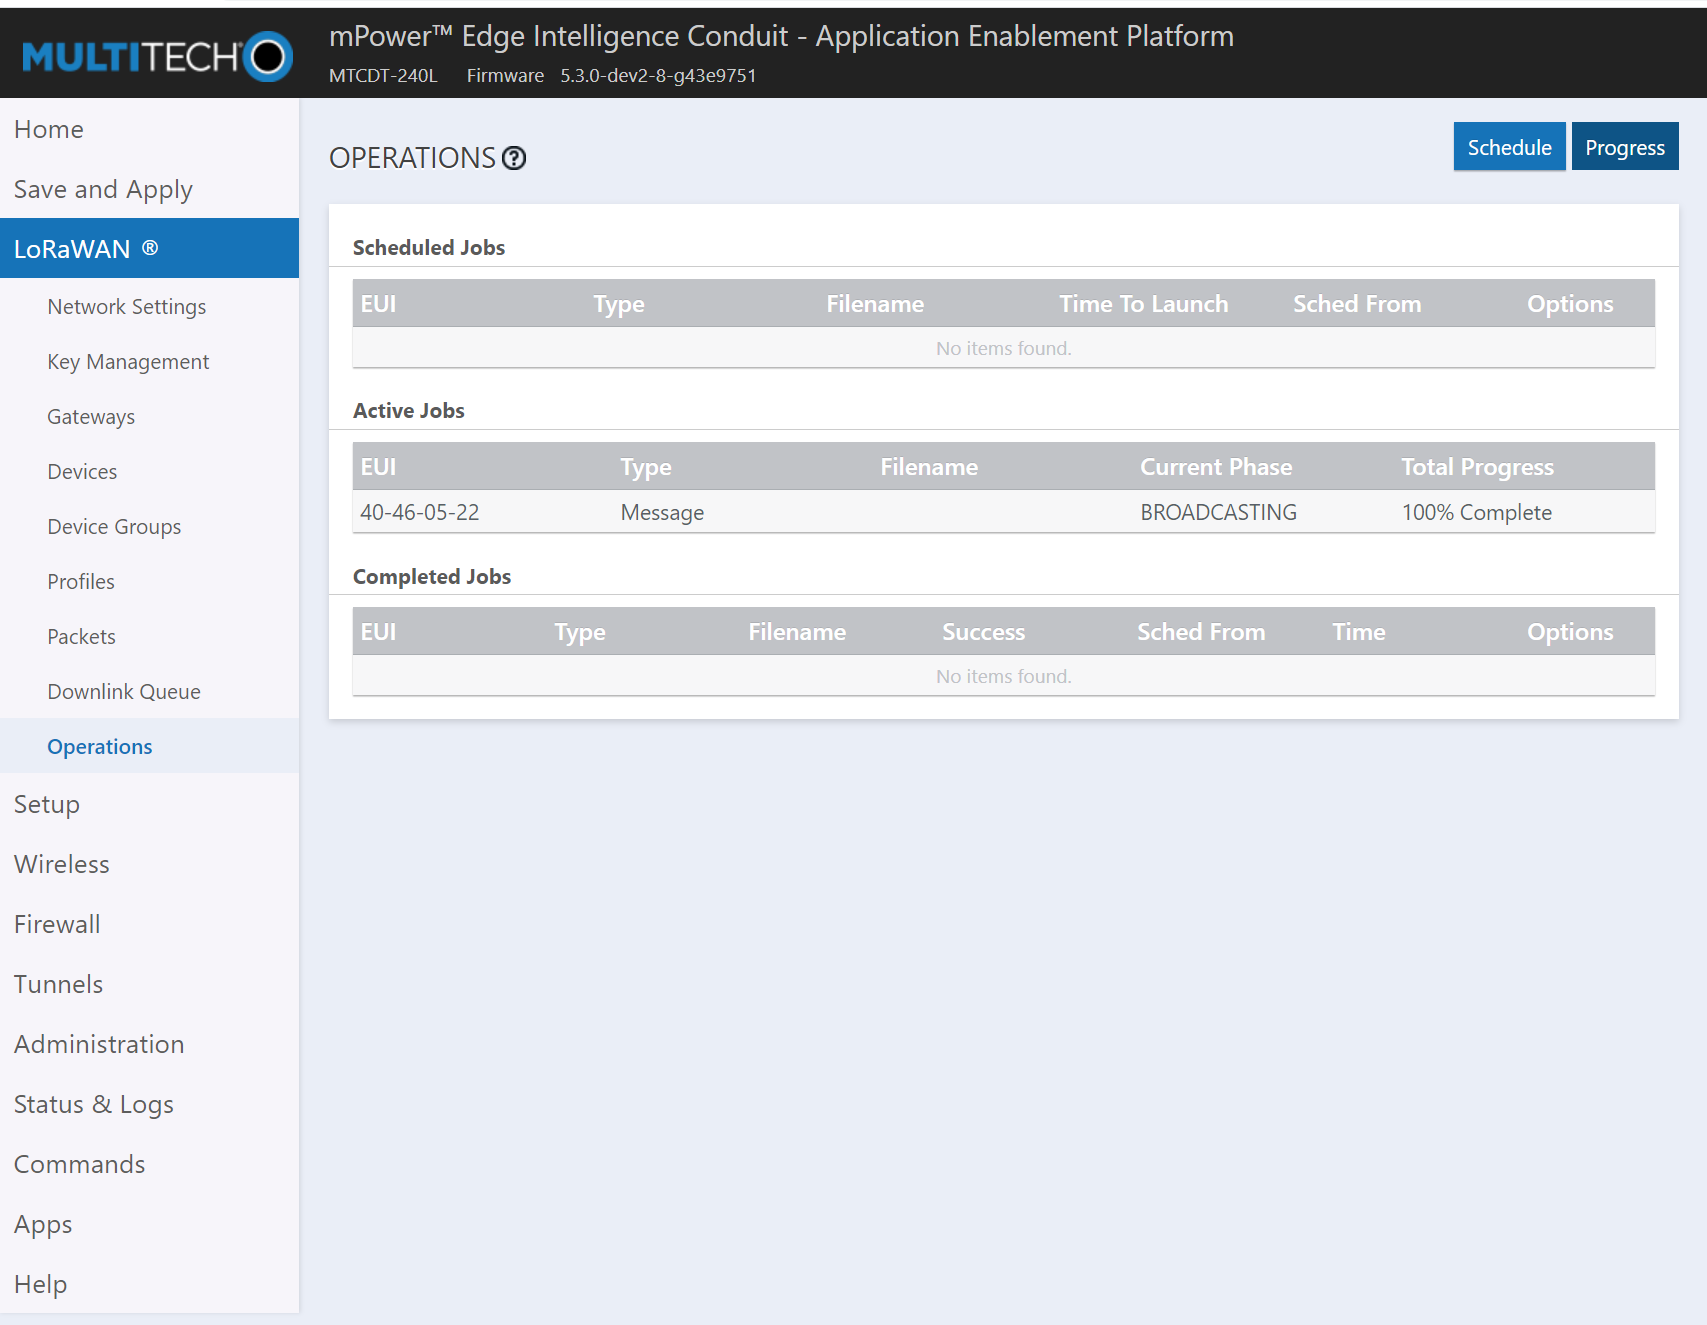 MULTITECH
mPower™ Edge Intelligence Conduit - Application Enablement Platform
MTCDT-240L Firmware 5.3.0-dev2-8-g43e9751
Home
Save and Apply
LoRaWAN ®
Network Settings
Key Management
Gateways
Devices
Device Groups
Profiles
Packets
Downlink Queue
Operations
Setup
Wireless
Firewall
Tunnels
Administration
Status & Logs
Commands
Apps
Help
OPERATIONS ?
Schedule Progress
Scheduled Jobs
EUI Type Filename Time To Launch Sched From Options
No items found.
Active Jobs
EUI Type Filename Current Phase Total Progress
40-46-05-22 Message BROADCASTING 100% Complete
Completed Jobs
EUI Type Filename Success Sched From Time Options
No items found.